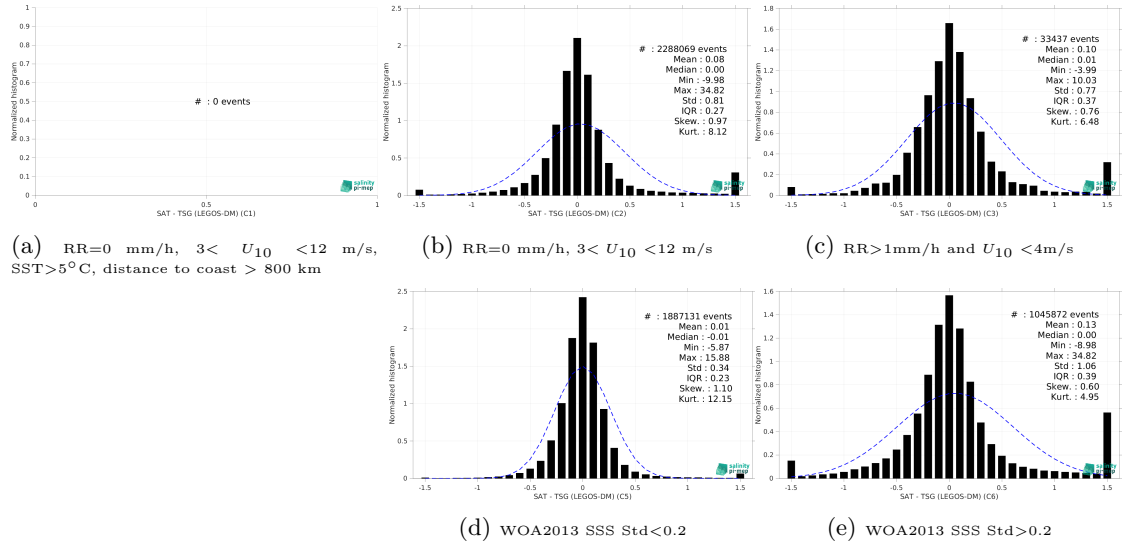 1
0.9
0.8
0.7
0.6
0.5
0.4
0.3
0.2
0.1
0
Normalized histogram
# : 0 events
0 0.5 1
SAT - TSG (LEGOS-DM) (C1)
salinity
pi-mep
(a) RR=0 mm/h, 3< U10 <12 m/s,
SST>5°C, distance to coast > 800 km
2.5
2
1.5
1
0.5
0
Normalized histogram
# : 2288069 events
Mean : 0.08
Median : 0.00
Min : -9.98
Max : 34.82
Std : 0.81
IQR : 0.27
Skew. : 0.97
Kurt. : 8.12
-1.5 -1 -0.5 0 0.5 1 1.5
SAT - TSG (LEGOS-DM) (C2)
salinity
pi-mep
(b) RR=0 mm/h, 3< U10 <12 m/s
1.8
1.6
1.4
1.2
1
0.8
0.6
0.4
0.2
0
Normalized histogram
# : 33437 events
Mean : 0.10
Median : 0.01
Min : -3.99
Max : 10.03
Std : 0.77
IQR : 0.37
Skew. : 0.76
Kurt. : 6.48
-1.5 -1 -0.5 0 0.5 1 1.5
SAT - TSG (LEGOS-DM) (C3)
salinity
pi-mep
(c) RR>1mm/h and U10 <4m/s
2.5
2
1.5
1
0.5
0
Normalized histogram
# : 1887131 events
Mean : 0.01
Median : -0.01
Min : -5.87
Max : 15.88
Std : 0.34
IQR : 0.23
Skew. : 1.10
Kurt. : 12.15
-1.5 -1 -0.5 0 0.5 1 1.5
SAT - TSG (LEGOS-DM) (C5)
salinity
pi-mep
(d) WOA2013 SSS Std<0.2
1.6
1.4
1.2
1
0.8
0.6
0.4
0.2
0
Normalized histogram
# : 1045872 events
Mean : 0.13
Median : 0.00
Min : -8.98
Max : 34.82
Std : 1.06
IQR : 0.39
Skew. : 0.60
Kurt. : 4.95
-1.5 -1 -0.5 0 0.5 1 1.5
SAT - TSG (LEGOS-DM) (C6)
salinity
pi-mep
(e) WOA2013 SSS Std>0.2